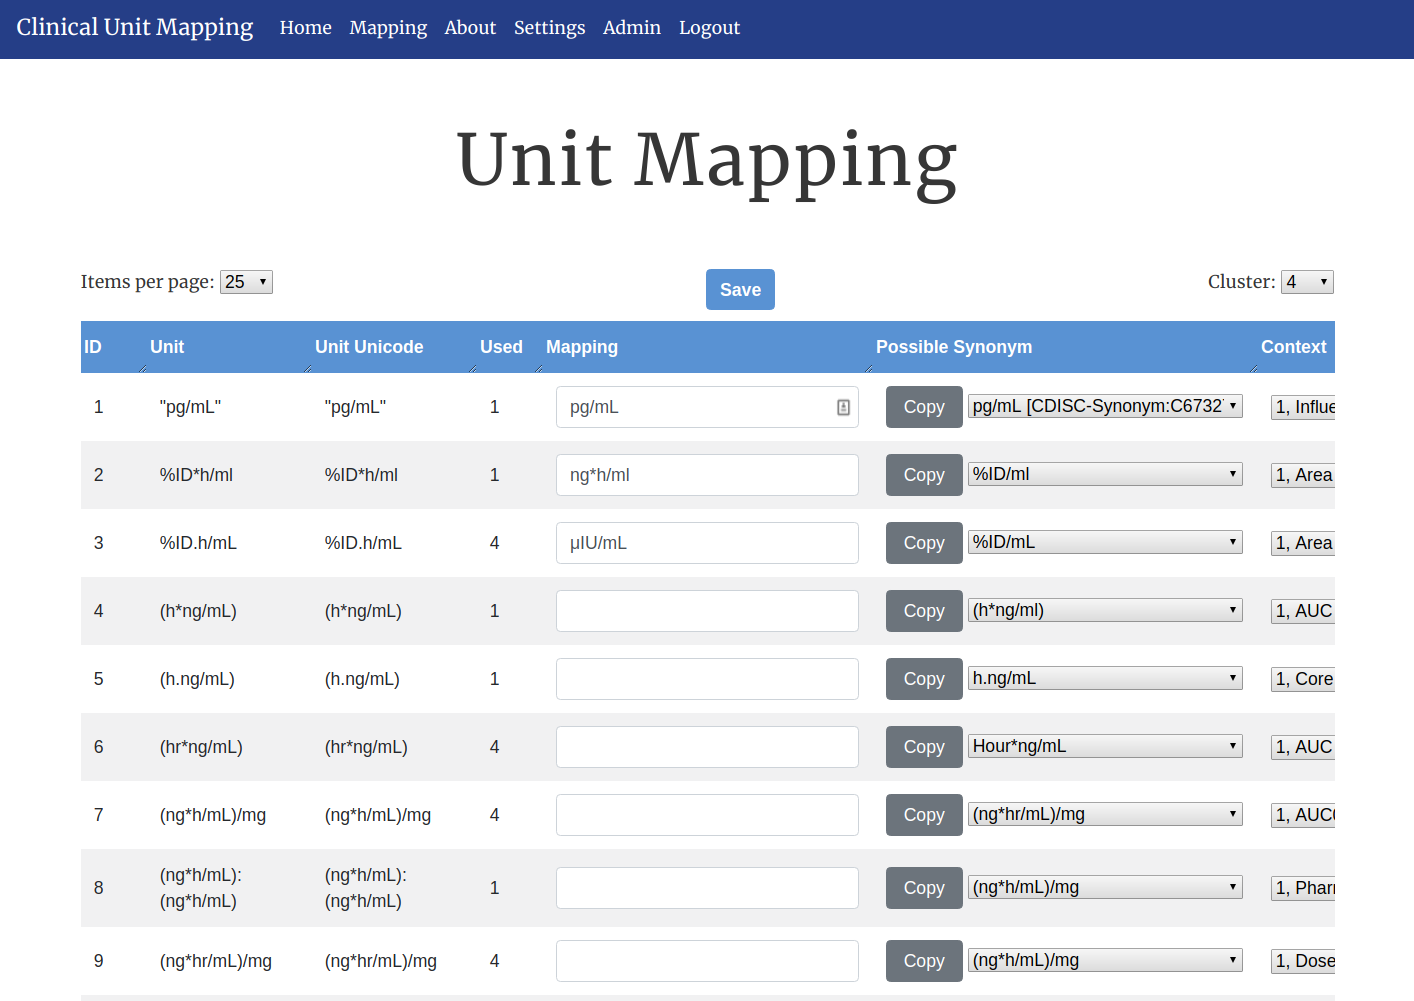 Clinical Unit Mapping Home Mapping About Settings Admin Logout
Unit Mapping
Items per page: 25 Save Cluster: 4
ID Unit Unit Unicode Used Mapping Possible Synonym Context
1 "pg/mL" "pg/mL" 1 pg/mL Copy pg/mL [CDISC-Synonym:C6732 1, Influe
2 %ID*h/ml %ID*h/ml 1 ng*h/ml Copy %ID/ml 1, Area
3 %ID.h/mL %ID.h/mL 4 µIU/mL Copy %ID/mL 1, Area
4 (h*ng/mL) (h*ng/mL) 1 Copy (h*ng/ml) 1, AUC
5 (h.ng/mL) (h.ng/mL) 1 Copy h.ng/mL 1, Core
6 (hr*ng/mL) (hr*ng/mL) 4 Copy Hour*ng/mL 1, AUC
7 (ng*h/mL)/mg (ng*h/mL)/mg 4 Copy (ng*hr/mL)/mg 1, AUC
8 (ng*h/mL): (ng*h/mL): 1 Copy (ng*h/mL)/mg 1, Phar
(ng*h/mL) (ng*h/mL)
9 (ng*hr/mL)/mg (ng*hr/mL)/mg 4 Copy (ng*h/mL)/mg 1, Dose